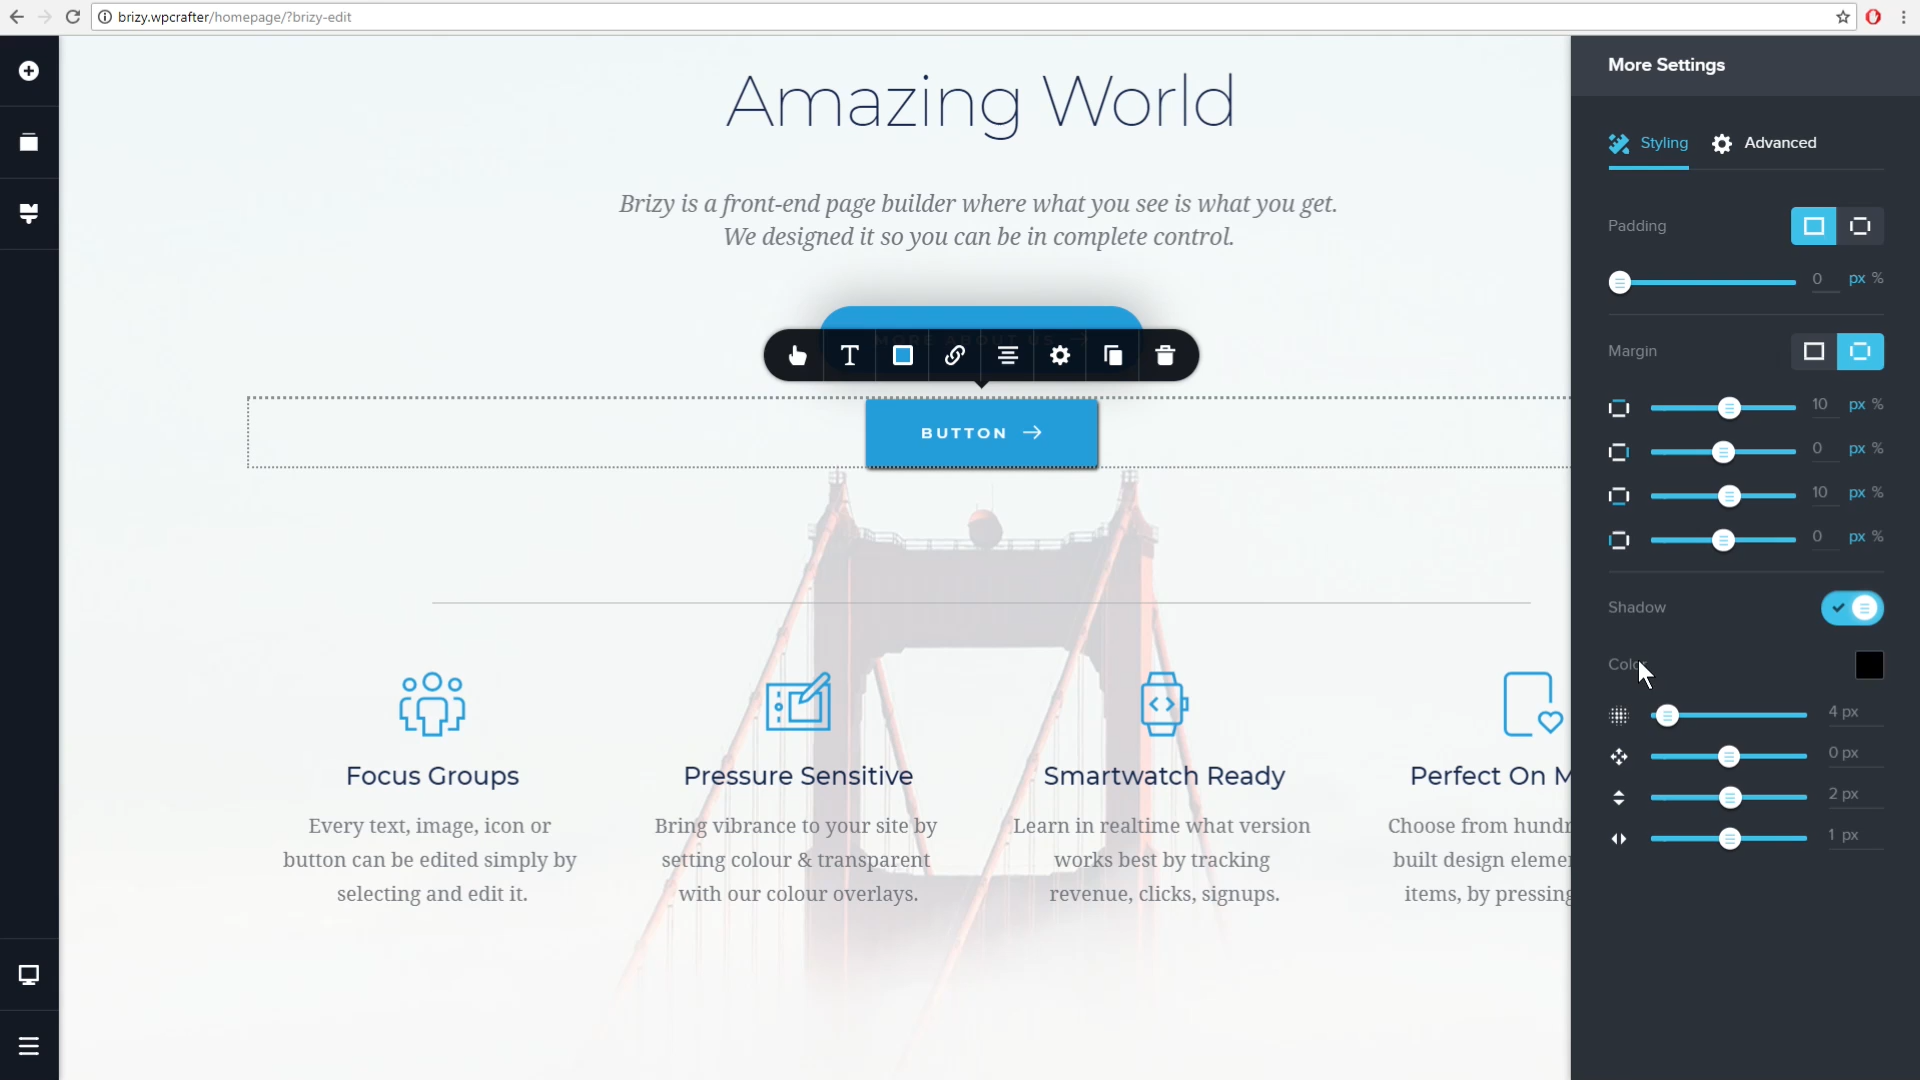 brizy.wpcrafter/homepage/?brizy-edit
More Settings
Amazing World
Brizy is a front-end page builder where what you see is what you get.
We designed it so you can be in complete control.
MORE ABOUT US
BUTTON
Focus Groups
Every text, image, icon or
button can be edited simply by
selecting and edit it.
Pressure Sensitive
Bring vibrance to your site by
setting colour & transparent
with our colour overlays.
Smartwatch Ready
Learn in realtime what version
works best by tracking
revenue, clicks, signups.
Perfect On M
Choose from hundr
built design eleme
items, by pressing
Styling Advanced
Padding
0 px %
Margin
10 px %
0 px %
10 px %
0 px %
Shadow
Color
4 px
0 px
2 px
1 px